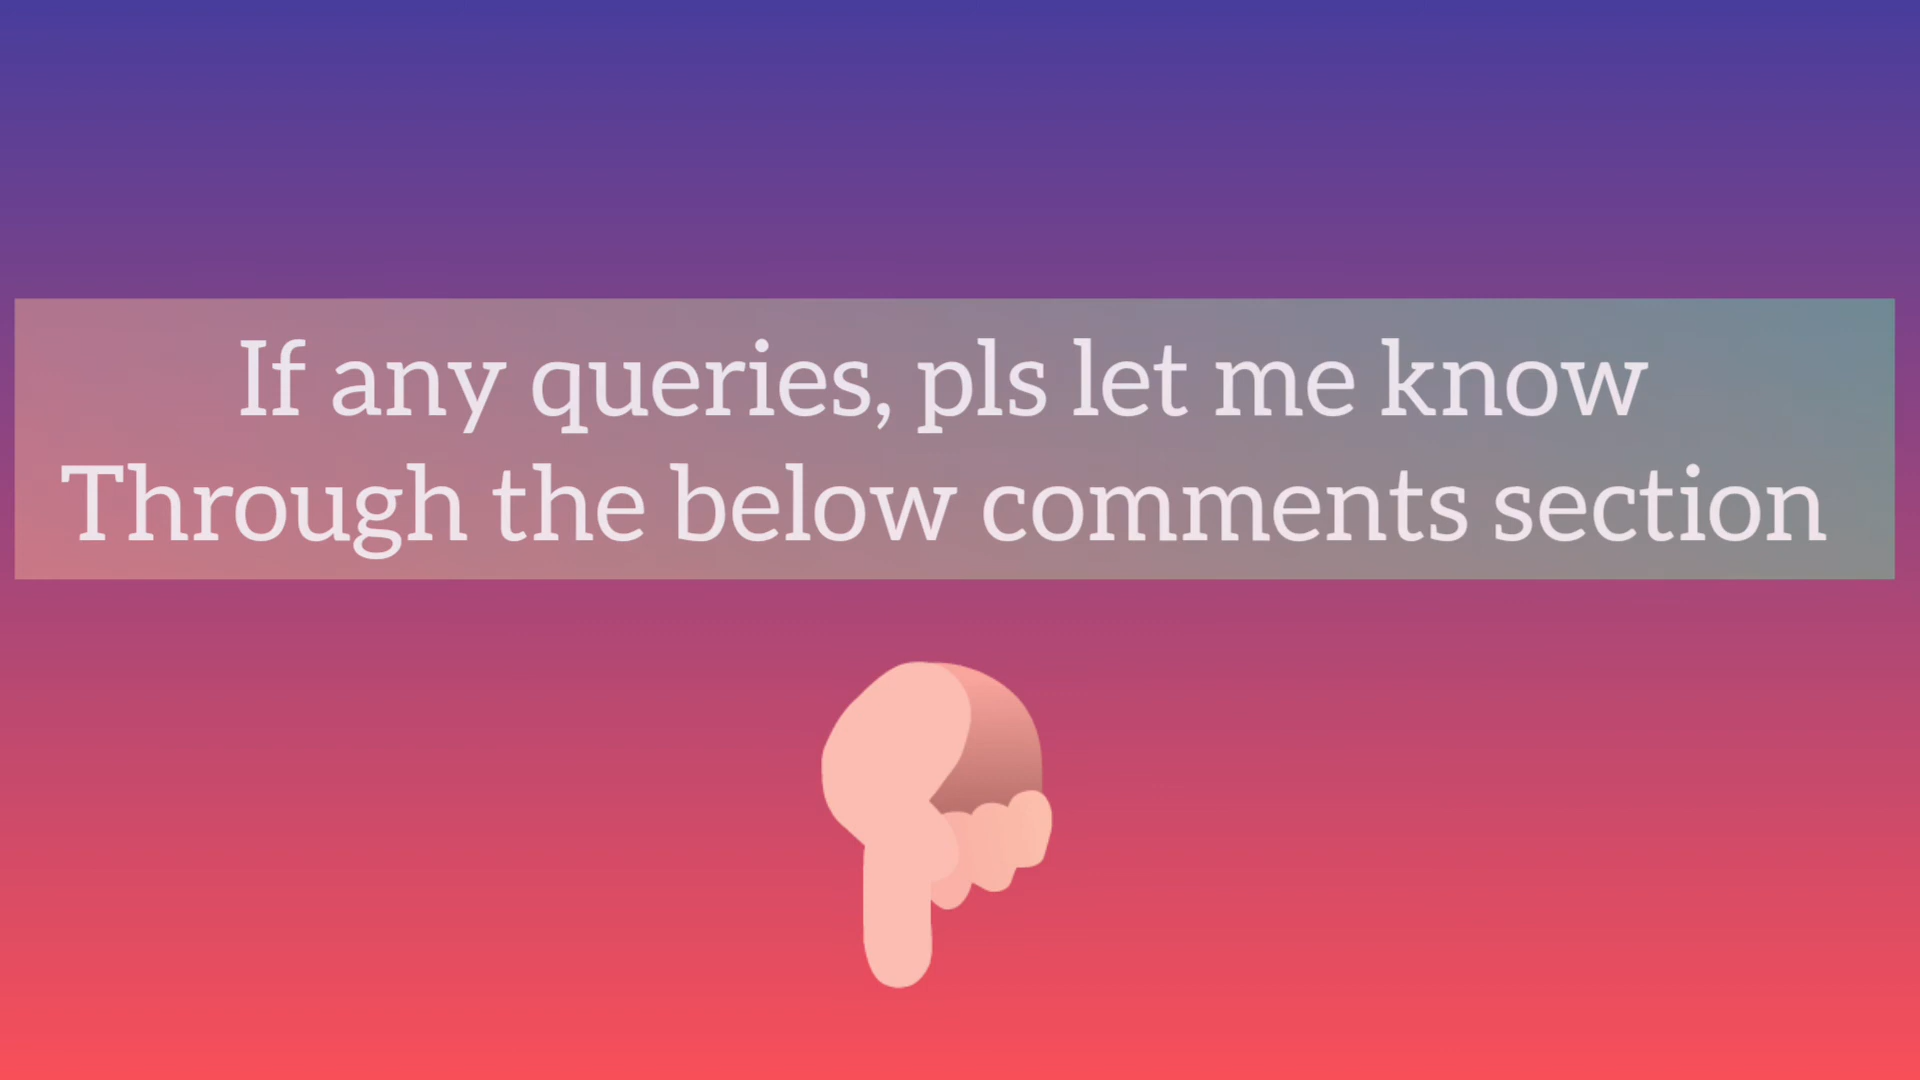 If any queries, pls let me know
Through the below comments section